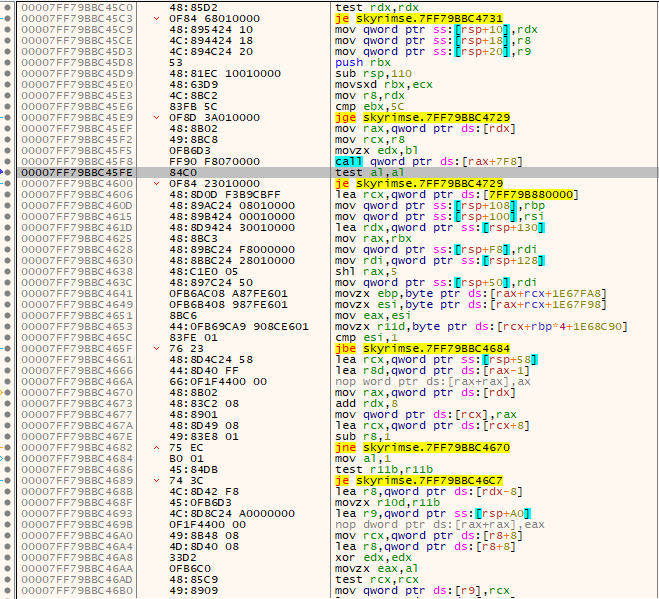 00007FF79BBC45C0 48:85D2 test rdx,rdx
00007FF79BBC45C3 0F84 68010000 je skyrimse.7FF79BBC4731
00007FF79BBC45C9 48:895424 10 mov qword ptr ss:[rsp+10],rdx
00007FF79BBC45CE 4C:894424 18 mov qword ptr ss:[rsp+18],r8
00007FF79BBC45D3 4C:894C24 20 mov qword ptr ss:[rsp+20],r9
00007FF79BBC45D8 53 push rbx
00007FF79BBC45D9 48:81EC 10010000 sub rsp,110
00007FF79BBC45E0 48:63D9 movsxd rbx,ecx
00007FF79BBC45E3 4C:8BC2 mov r8,rdx
00007FF79BBC45E6 83FB 5C cmp ebx,5C
00007FF79BBC45E9 0F8D 3A010000 jge skyrimse.7FF79BBC4729
00007FF79BBC45EF 48:8B02 mov rax,qword ptr ds:[rdx]
00007FF79BBC45F2 49:8BC8 mov rcx,r8
00007FF79BBC45F5 0FB6D3 movzx edx,bl
00007FF79BBC45F8 FF90 F8070000 call qword ptr ds:[rax+7F8]
00007FF79BBC45FE 84C0 test al,al
00007FF79BBC4600 0F84 23010000 je skyrimse.7FF79BBC4729
00007FF79BBC4606 48:8D0D F3B9CBFF lea rcx,qword ptr ds:[7FF79B880000]
00007FF79BBC460D 48:89AC24 08010000 mov qword ptr ss:[rsp+108],rbp
00007FF79BBC4615 48:89B424 00010000 mov qword ptr ss:[rsp+100],rsi
00007FF79BBC461D 48:8D9424 30010000 lea rdx,qword ptr ss:[rsp+130]
00007FF79BBC4625 48:8BC3 mov rax,rbx
00007FF79BBC4628 48:89BC24 F8000000 mov qword ptr ss:[rsp+F8],rdi
00007FF79BBC4630 48:8BBC24 28010000 mov rdi,qword ptr ss:[rsp+128]
00007FF79BBC4638 48:C1E0 05 shl rax,5
00007FF79BBC463C 48:897C24 50 mov qword ptr ss:[rsp+50],rdi
00007FF79BBC4641 0FB6AC08 A87FE601 movzx ebp,byte ptr ds:[rax+rcx+1E67FA8]
00007FF79BBC4649 0FB6B408 987FE601 movzx esi,byte ptr ds:[rax+rcx+1E67F98]
00007FF79BBC4651 8BC6 mov eax,esi
00007FF79BBC4653 44:0FB69CA9 908CE601 movzx r11d,byte ptr ds:[rcx+rbp*4+1E68C90]
00007FF79BBC465C 83FE 01 cmp esi,1
00007FF79BBC465F 76 23 jbe skyrimse.7FF79BBC4684
00007FF79BBC4661 48:8D4C24 58 lea rcx,qword ptr ss:[rsp+58]
00007FF79BBC4666 44:8D40 FF lea r8d,qword ptr ds:[rax-1]
00007FF79BBC466A 66:0F1F4400 00 nop word ptr ds:[rax+rax],ax
00007FF79BBC4670 48:8B02 mov rax,qword ptr ds:[rdx]
00007FF79BBC4673 48:83C2 08 add rdx,8
00007FF79BBC4677 48:8901 mov qword ptr ds:[rcx],rax
00007FF79BBC467A 48:8D49 08 lea rcx,qword ptr ds:[rcx+8]
00007FF79BBC467E 49:83E8 01 sub r8,1
00007FF79BBC4682 75 EC jne skyrimse.7FF79BBC4670
00007FF79BBC4684 B0 01 mov al,1
00007FF79BBC4686 45:84DB test r11b,r11b
00007FF79BBC4689 74 3C je skyrimse.7FF79BBC46C7
00007FF79BBC468B 4C:8D42 F8 lea r8,qword ptr ds:[rdx-8]
00007FF79BBC468F 45:0FB6D3 movzx r10d,r11b
00007FF79BBC4693 4C:8D8C24 A0000000 lea r9,qword ptr ss:[rsp+A0]
00007FF79BBC469B 0F1F4400 00 nop dword ptr ds:[rax+rax],eax
00007FF79BBC46A0 49:8B48 08 mov rcx,qword ptr ds:[r8+8]
00007FF79BBC46A4 4D:8D40 08 lea r8,qword ptr ds:[r8+8]
00007FF79BBC46A8 33D2 xor edx,edx
00007FF79BBC46AA 0FB6C0 movzx eax,al
00007FF79BBC46AD 48:85C9 test rcx,rcx
00007FF79BBC46B0 49:8909 mov qword ptr ds:[r9],rcx